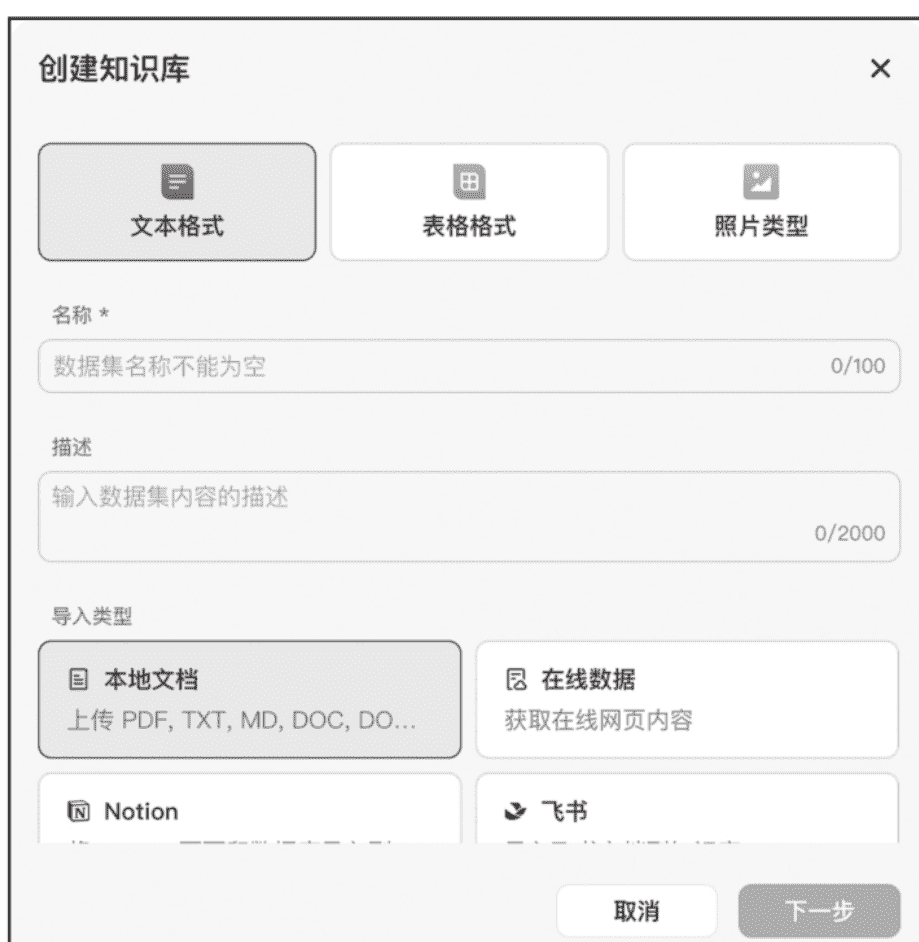 创建知识库
文本格式
表格格式
照片类型
名称 *
数据集名称不能为空 0/100
描述
输入数据集内容的描述
0/2000
导入类型
本地文档
上传 PDF, TXT, MD, DOC, DO...
在线数据
获取在线网页内容
Notion
飞书
取消
下一步